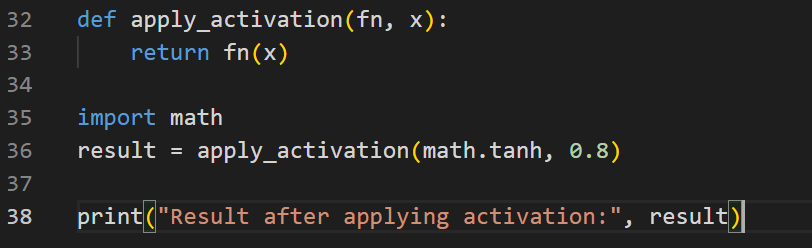 32 def apply_activation(fn, x):
33     return fn(x)
34
35 import math
36 result = apply_activation(math.tanh, 0.8)
37
38 print("Result after applying activation:", result)